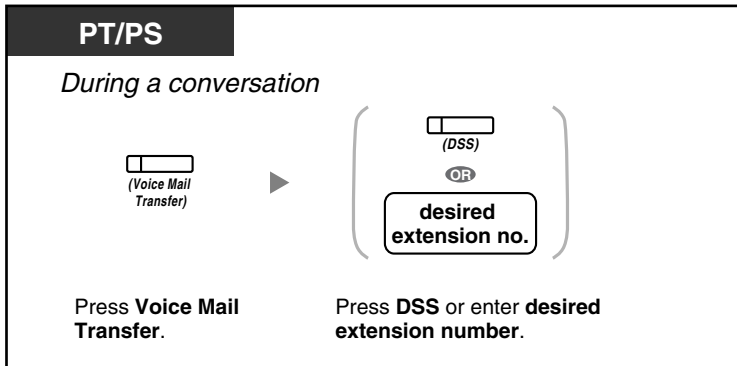 PT/PS
During a conversation
(Voice Mail
Transfer)
(DSS)
OR
desired
extension no.
Press Voice Mail
Transfer.
Press DSS or enter desired
extension number.